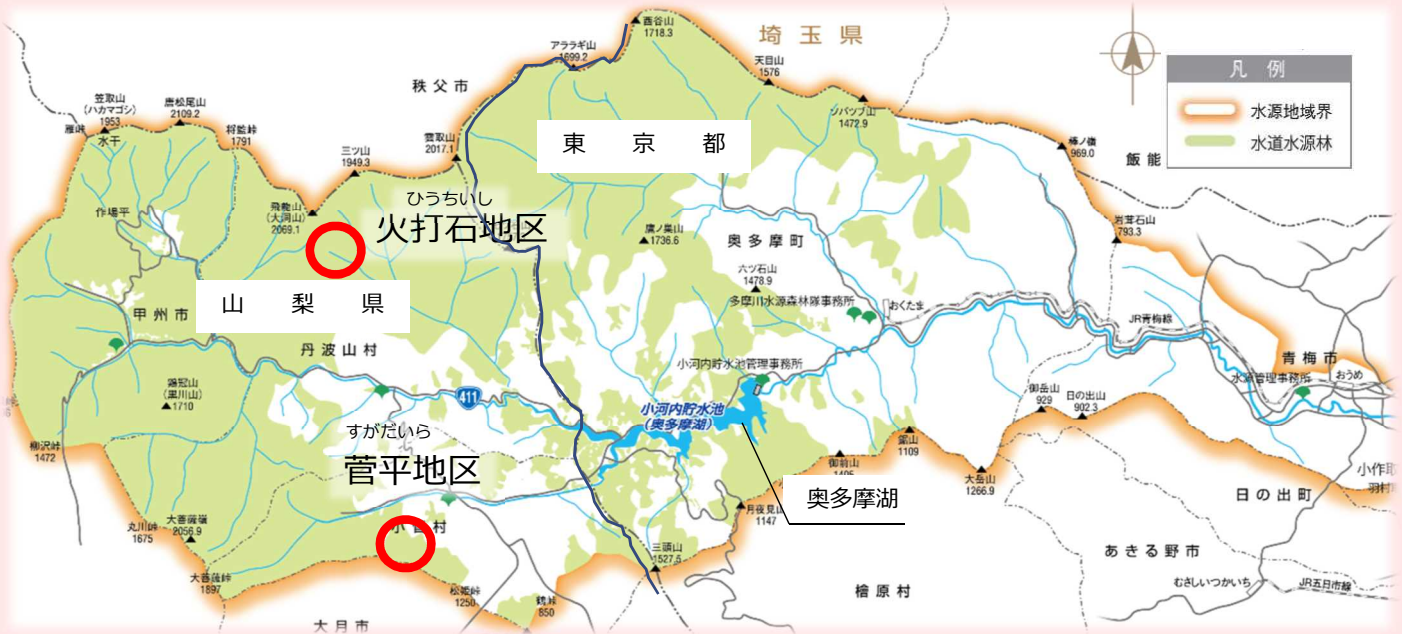 埼玉県
酉谷山
1718.3
アララギ山
1699.2
天目山
1576
凡例
水源地域界
水道水源林
秩父市
笠取山
(ハカマゴシ)
1953
唐松尾山
2109.2
雁峠
水干
将監峠
1791
三ツ山
1949.3
雲取山
2017.1
東京都
ソバツブ山
1472.9
棒ノ嶺
969.0
飯能
ひうちいし
火打石地区
飛龍山
(大洞山)
2069.1
作場平
鷹ノ巣山
1736.6
奥多摩町
岩茸石山
793.3
六ツ石山
1478.9
多摩川水源森林隊事務所
おくたま
山梨県
甲州市
丹波山村
JR青梅線
青梅市
おうめ
水源管理事務所
小河内貯水池管理事務所
鶏冠山
(黒川山)
1710
411
小河内貯水池
(奥多摩湖)
御岳山
929
日の出山
902.3
すがだいら
菅平地区
柳沢峠
1472
鋸山
1109
御前山
大岳山
1266.9
小作
羽村
日の出町
奥多摩湖
月夜見山
1147
丸川峠
1675
大菩薩嶺
2056.9
小菅村
三頭山
1527.5
あきる野市
大菩薩峠
1897
松姫峠
1250
鶴峠
850
檜原村
むさしいつかいち
JR五日市線
大月市